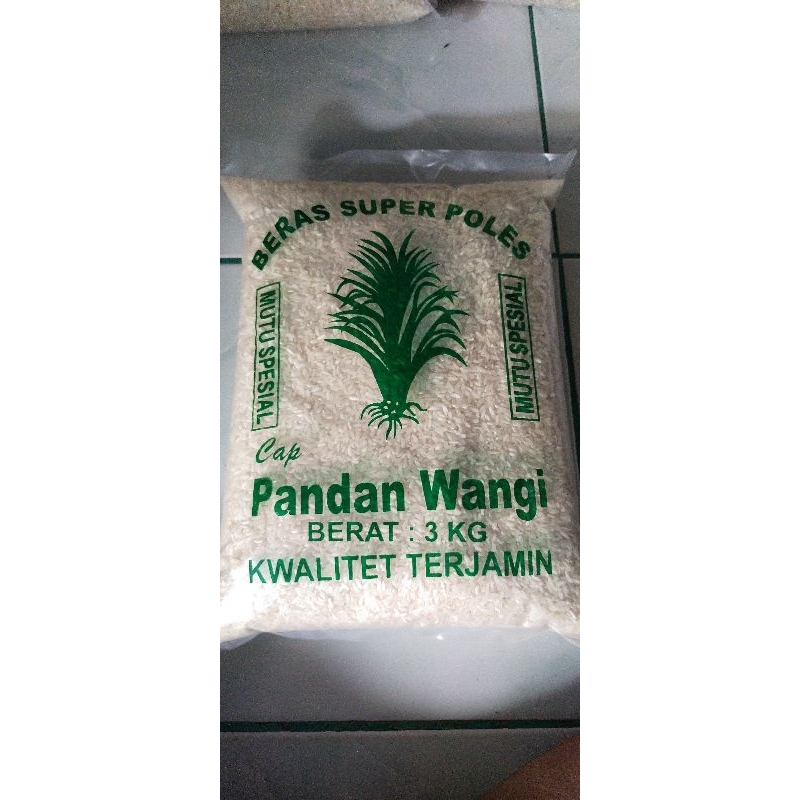 BERAS SUPER POLES
MUTU SPESIAL
MUTU SPESIAL
Cap
Pandan Wangi
BERAT : 3 KG
KWALITET TERJAMIN